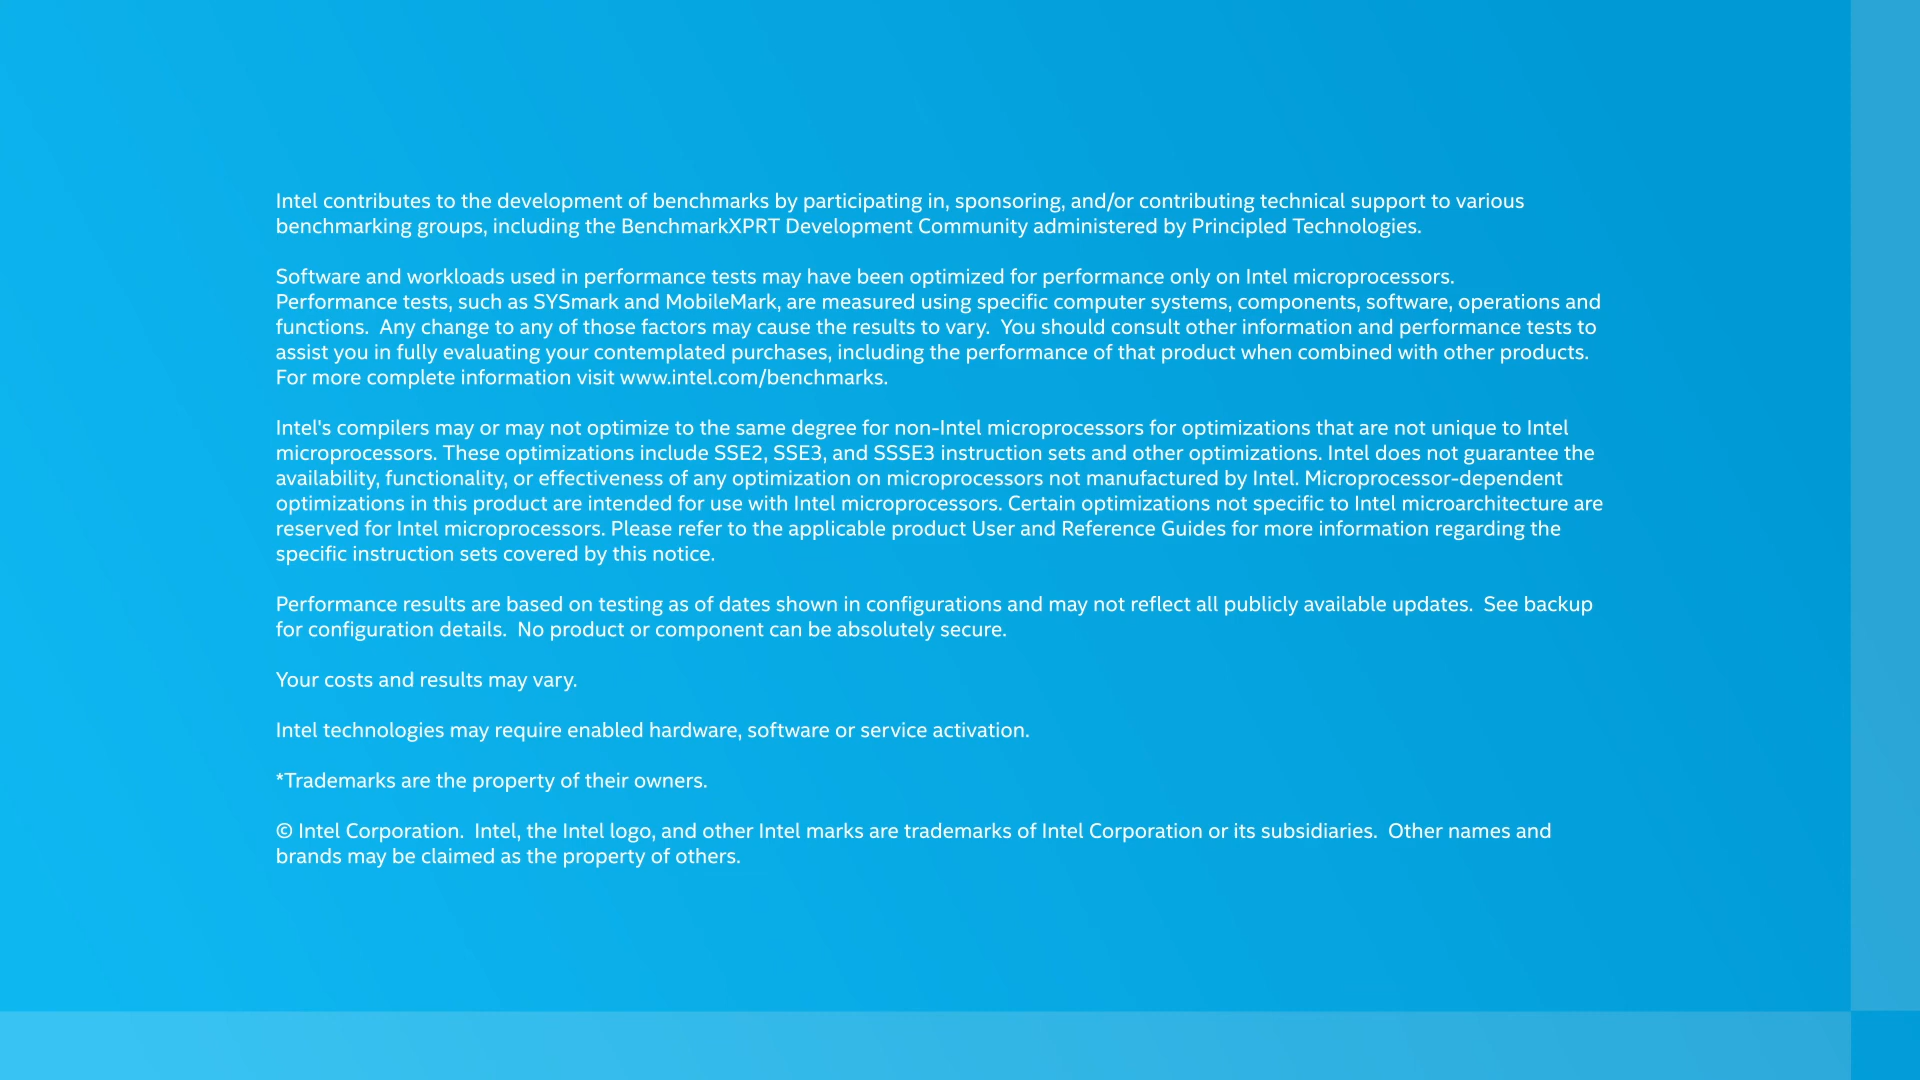 Intel contributes to the development of benchmarks by participating in, sponsoring, and/or contributing technical support to various
benchmarking groups, including the BenchmarkXPRT Development Community administered by Principled Technologies.
Software and workloads used in performance tests may have been optimized for performance only on Intel microprocessors.
Performance tests, such as SYSmark and MobileMark, are measured using specific computer systems, components, software, operations and
functions.  Any change to any of those factors may cause the results to vary.  You should consult other information and performance tests to
assist you in fully evaluating your contemplated purchases, including the performance of that product when combined with other products.
For more complete information visit www.intel.com/benchmarks.
Intel's compilers may or may not optimize to the same degree for non-Intel microprocessors for optimizations that are not unique to Intel
microprocessors. These optimizations include SSE2, SSE3, and SSSE3 instruction sets and other optimizations. Intel does not guarantee the
availability, functionality, or effectiveness of any optimization on microprocessors not manufactured by Intel. Microprocessor-dependent
optimizations in this product are intended for use with Intel microprocessors. Certain optimizations not specific to Intel microarchitecture are
reserved for Intel microprocessors. Please refer to the applicable product User and Reference Guides for more information regarding the
specific instruction sets covered by this notice.
Performance results are based on testing as of dates shown in configurations and may not reflect all publicly available updates.  See backup
for configuration details.  No product or component can be absolutely secure.
Your costs and results may vary.
Intel technologies may require enabled hardware, software or service activation.
*Trademarks are the property of their owners.
© Intel Corporation.  Intel, the Intel logo, and other Intel marks are trademarks of Intel Corporation or its subsidiaries.  Other names and
brands may be claimed as the property of others.